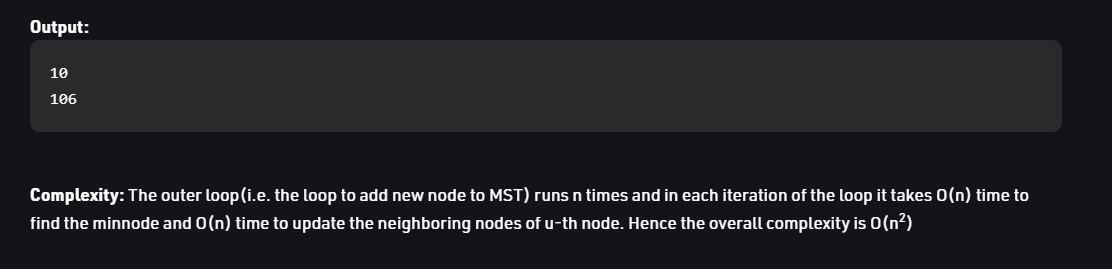 Output:
10
106
Complexity: The outer loop(i.e. the loop to add new node to MST) runs n times and in each iteration of the loop it takes O(n) time to
find the minnode and O(n) time to update the neighboring nodes of u-th node. Hence the overall complexity is O(n²)